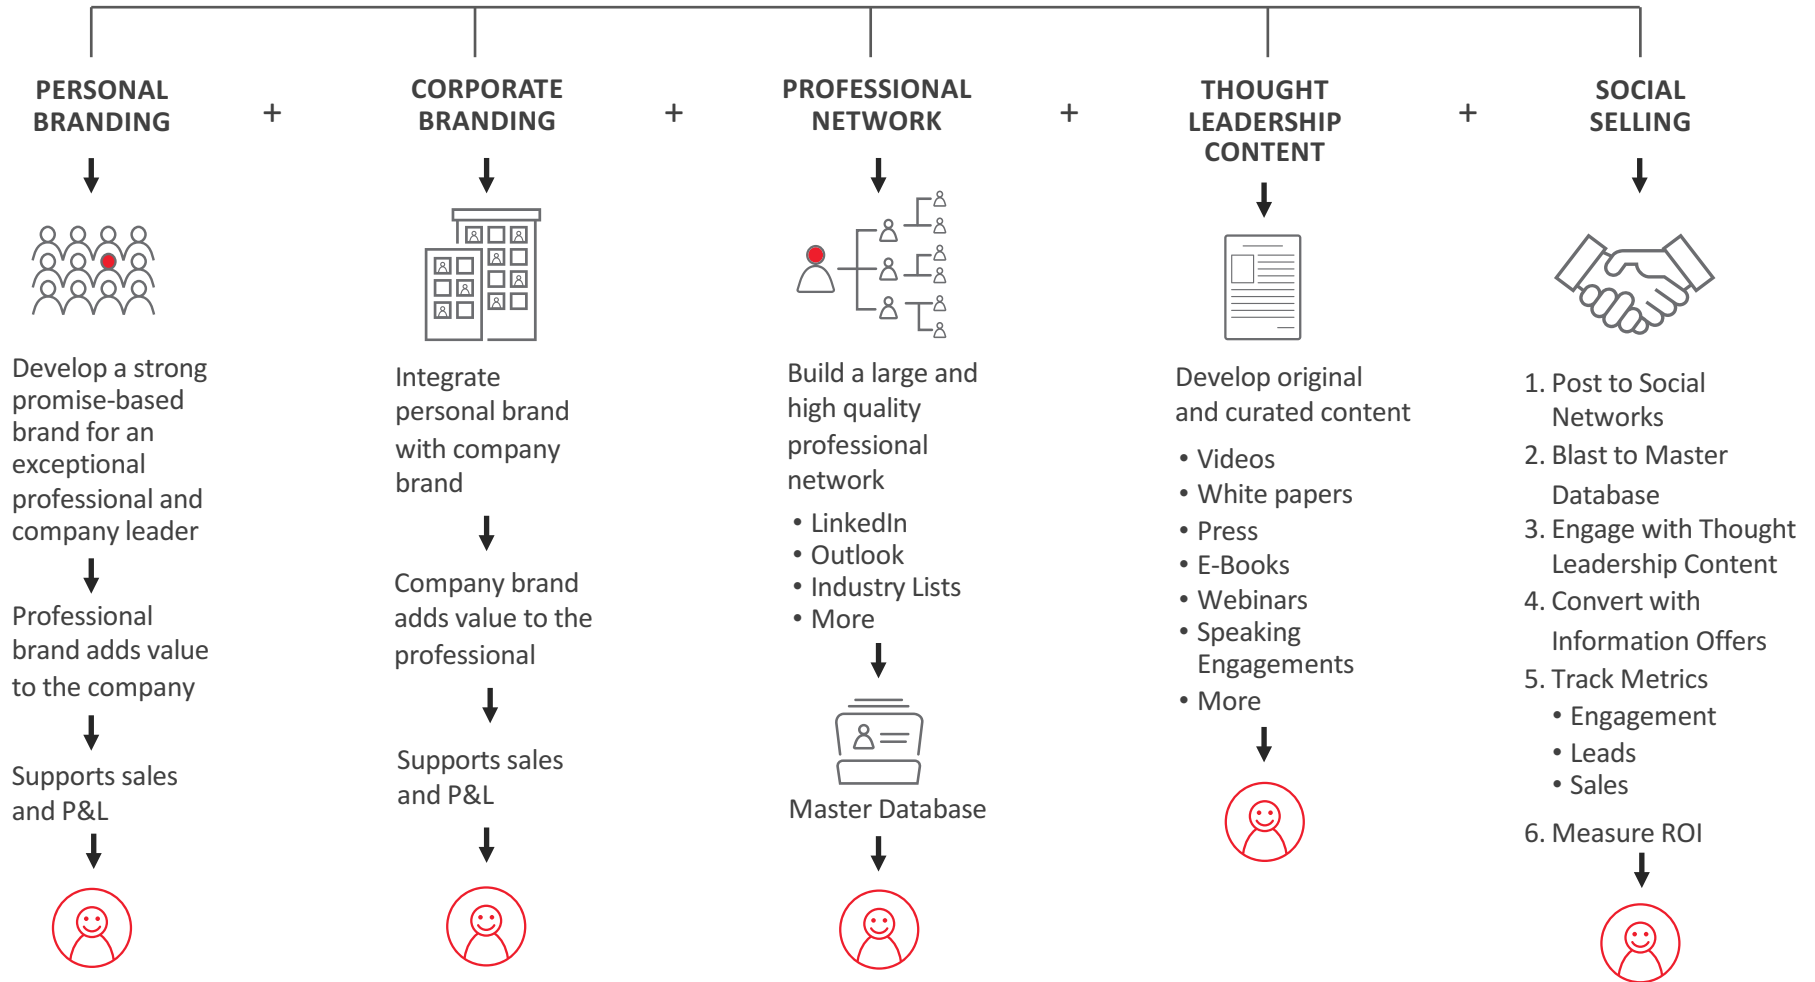 PERSONAL
BRANDING
+
CORPORATE
BRANDING
+
PROFESSIONAL
NETWORK
+
THOUGHT
LEADERSHIP
CONTENT
+
SOCIAL
SELLING
Develop a strong
promise-based
brand for an
exceptional
professional and
company leader
Professional
brand adds value
to the company
Supports sales
and P&L
Integrate
personal brand
with company
brand
Company brand
adds value to the
professional
Supports sales
and P&L
Build a large and
high quality
professional
network
• LinkedIn
• Outlook
• Industry Lists
• More
Master Database
Develop original
and curated content
• Videos
• White papers
• Press
• E-Books
• Webinars
• Speaking
Engagements
• More
1. Post to Social
Networks
2. Blast to Master
Database
3. Engage with Thought
Leadership Content
4. Convert with
Information Offers
5. Track Metrics
• Engagement
• Leads
• Sales
6. Measure ROI